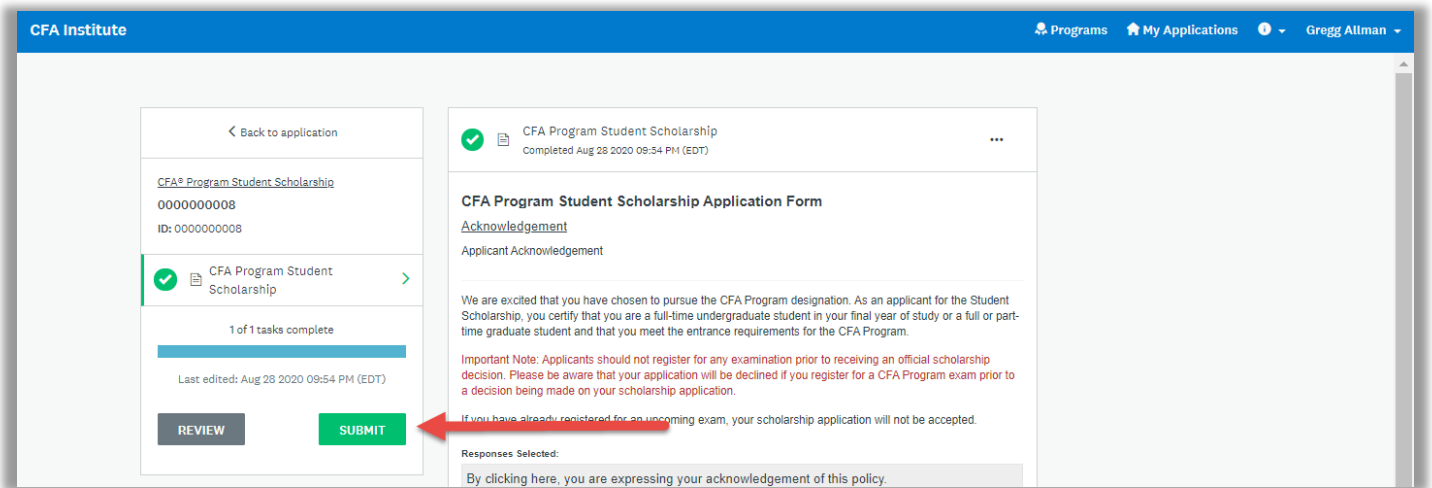 CFA Institute
Programs My Applications Gregg Allman
Back to application
CFA® Program Student Scholarship
0000000008
ID: 0000000008
CFA Program Student
Scholarship
1 of 1 tasks complete
Last edited: Aug 28 2020 09:54 PM (EDT)
REVIEW SUBMIT
CFA Program Student Scholarship
Completed Aug 28 2020 09:54 PM (EDT)
...
CFA Program Student Scholarship Application Form
Acknowledgement
Applicant Acknowledgement
We are excited that you have chosen to pursue the CFA Program designation. As an applicant for the Student
Scholarship, you certify that you are a full-time undergraduate student in your final year of study or a full or part-
time graduate student and that you meet the entrance requirements for the CFA Program.
Important Note: Applicants should not register for any examination prior to receiving an official scholarship
decision. Please be aware that your application will be declined if you register for a CFA Program exam prior to
a decision being made on your scholarship application.
If you have already registered for an upcoming exam, your scholarship application will not be accepted.
Responses Selected:
By clicking here, you are expressing your acknowledgement of this policy.